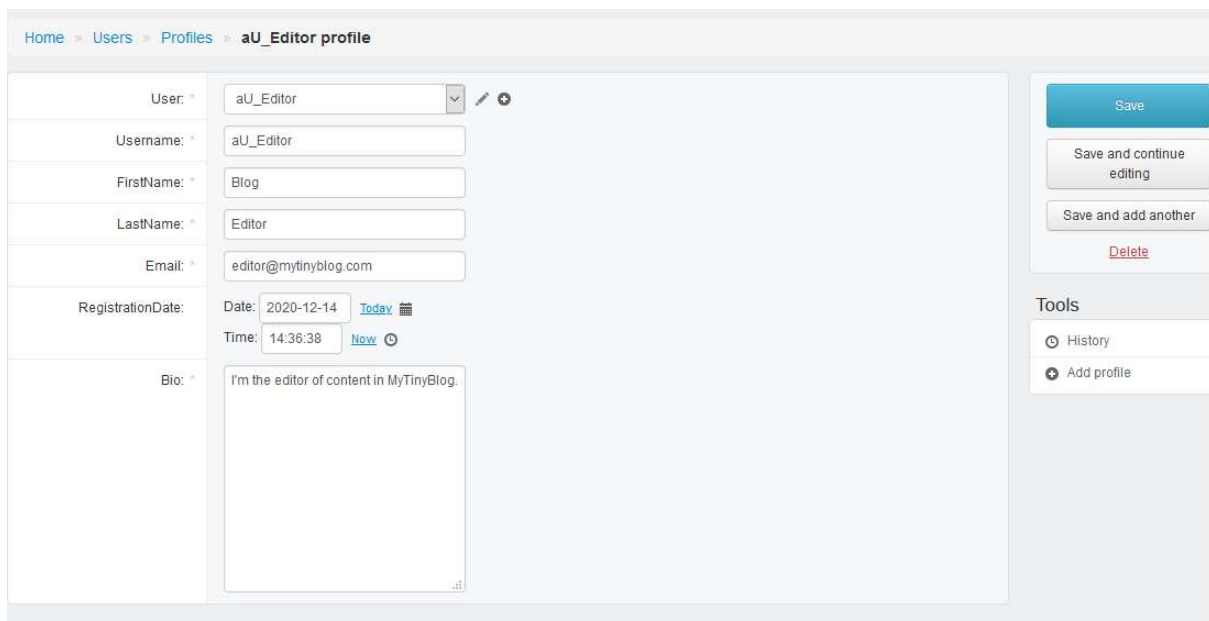 Home » Users » Profiles » aU_Editor profile
User: * aU_Editor
Username: * aU_Editor
FirstName: * Blog
LastName: * Editor
Email: * editor@mytinyblog.com
RegistrationDate: Date: 2020-12-14 Today
Time: 14:36:38 Now
Bio: * I'm the editor of content in MyTinyBlog.
Save
Save and continue
editing
Save and add another
Delete
Tools
History
Add profile